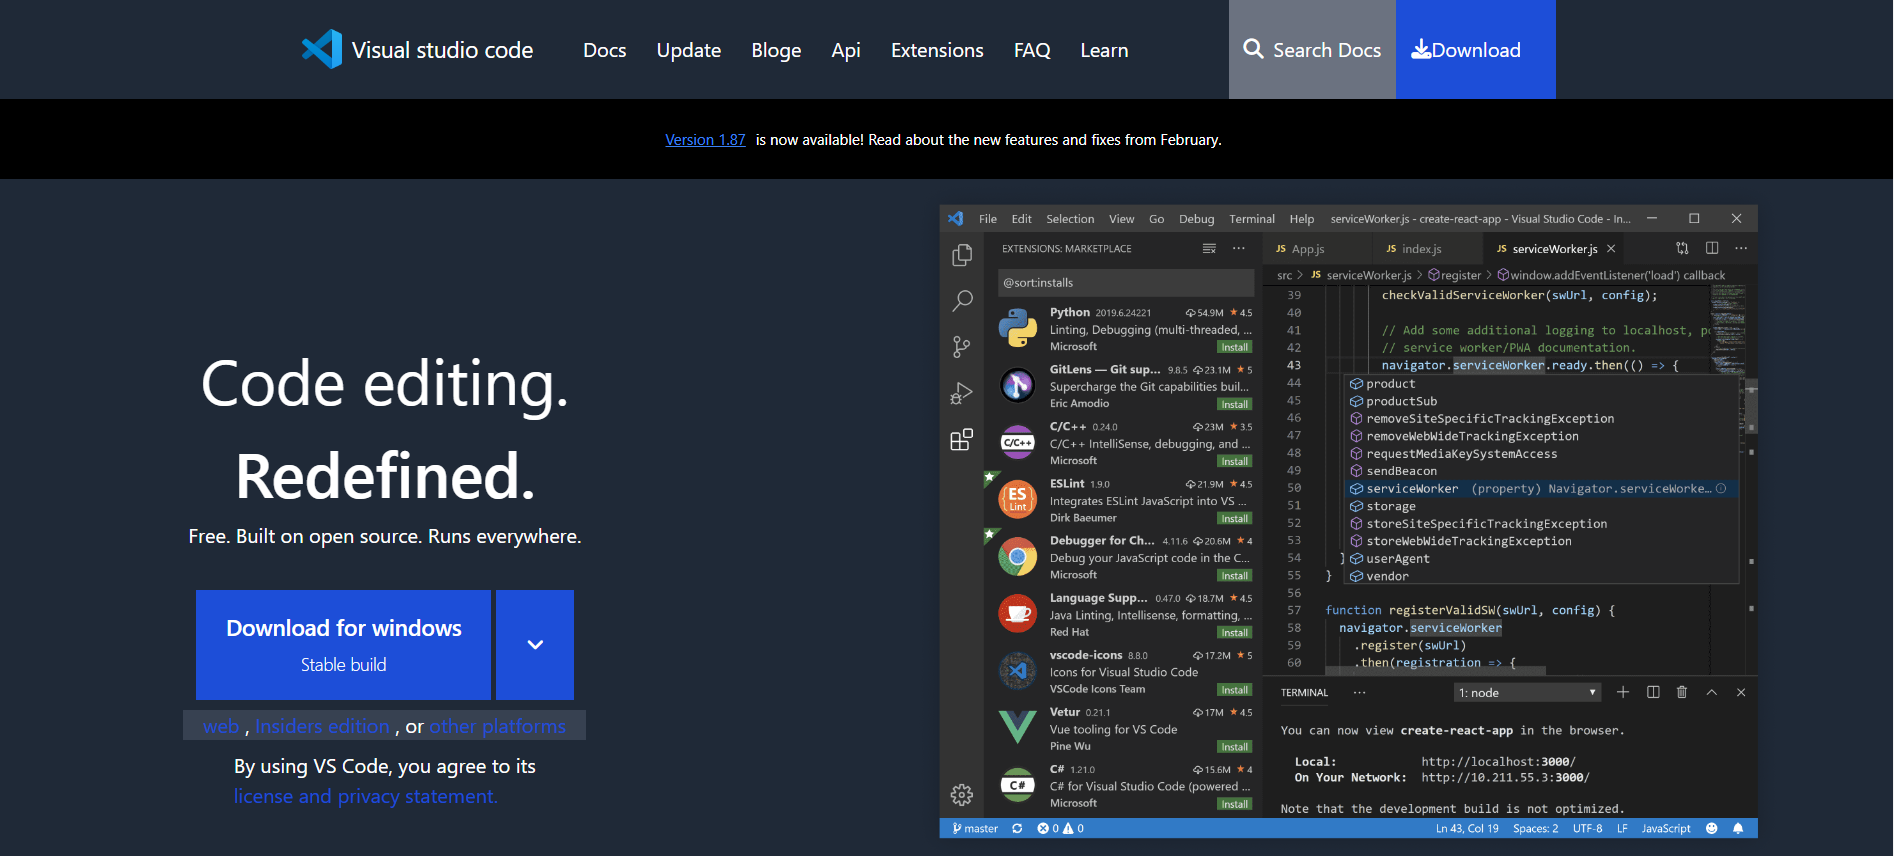 Visual studio code Docs Update Bloge Api Extensions FAQ Learn Search Docs Download
Version 1.87 is now available! Read about the new features and fixes from February.
Code editing.
Redefined.
Free. Built on open source. Runs everywhere.
Download for windows
Stable build
web , Insiders edition , or other platforms
By using VS Code, you agree to its
license and privacy statement.
File Edit Selection View Go Debug Terminal Help serviceWorker.js - create-react-app - Visual Studio Code - In...
EXTENSIONS: MARKETPLACE
@sort:installs
Python 2019.6.24221 54.9M 4.5
Linting, Debugging (multi-threaded, ...
Microsoft Install
GitLens — Git sup... 9.8.5 23.1M 5
Supercharge the Git capabilities buil...
Eric Amodio Install
C/C++ 0.24.0 23M 3.5
C/C++ IntelliSense, debugging, and ...
Microsoft Install
C/C++
ESLint 1.9.0 21.9M 4.5
Integrates ESLint JavaScript into VS ...
Dirk Baeumer Install
ES
Lint
Debugger for Ch... 4.11.6 20.6M 4
Debug your JavaScript code in the C...
Microsoft Install
Language Supp... 0.47.0 18.7M 4.5
Java Linting, Intellisense, formatting, ...
Red Hat Install
vscode-icons 8.8.0 17.2M 5
Icons for Visual Studio Code
VSCode Icons Team Install
Vetur 0.21.1 17M 4.5
Vue tooling for VS Code
Pine Wu Install
C# 1.21.0 15.6M 4
C# for Visual Studio Code (powered ...
Microsoft Install
C#
JS App.js JS index.js JS serviceWorker.js
src > JS serviceWorker.js > register > window.addEventListener('load') callback
39 checkValidServiceWorker(swUrl, config);
40
41 // Add some additional logging to localhost, po
42 // service worker/PWA documentation.
43 navigator.serviceWorker.ready.then(() => {
44 product
45 productSub
46 removeSiteSpecificTrackingException
47 removeWebWideTrackingException
48 requestMediaKeySystemAccess
49 sendBeacon
50 serviceWorker (property) Navigator.serviceWorke...
51 storage
52 storeSiteSpecificTrackingException
53 storeWebWideTrackingException
54 } userAgent
55 } vendor
56
57 function registerValidSW(swUrl, config) {
58 navigator.serviceWorker
59 .register(swUrl)
60 .then(registration => {
TERMINAL ... 1: node
You can now view create-react-app in the browser.
Local: http://localhost:3000/
On Your Network: http://10.211.55.3:3000/
Note that the development build is not optimized.
master 0 0 Ln 43, Col 19 Spaces: 2 UTF-8 LF JavaScript